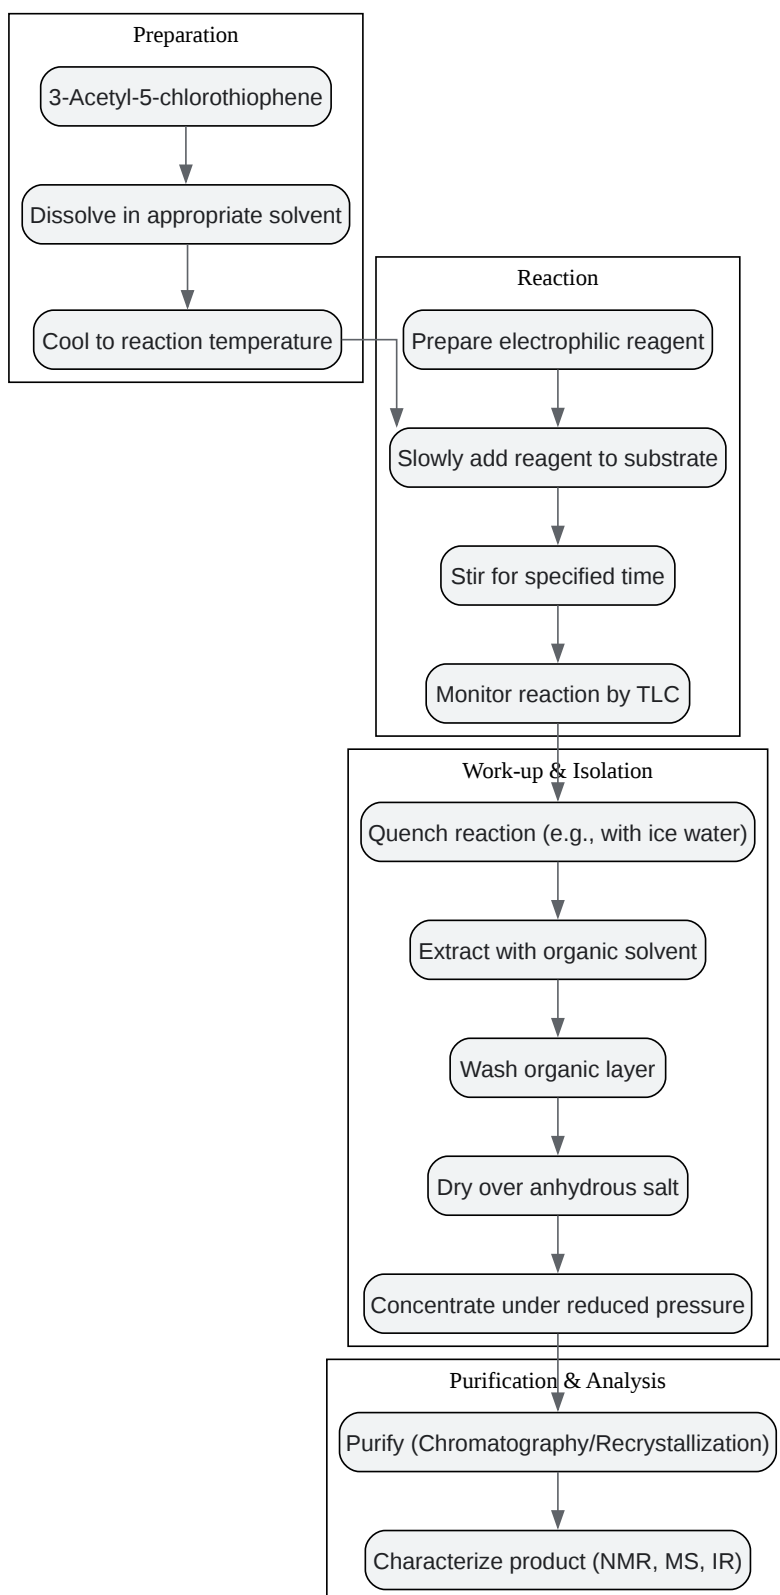 Preparation
3-Acetyl-5-chlorothiophene
Dissolve in appropriate solvent
Cool to reaction temperature
Reaction
Prepare electrophilic reagent
Slowly add reagent to substrate
Stir for specified time
Monitor reaction by TLC
Work-up & Isolation
Quench reaction (e.g., with ice water)
Extract with organic solvent
Wash organic layer
Dry over anhydrous salt
Concentrate under reduced pressure
Purification & Analysis
Purify (Chromatography/Recrystallization)
Characterize product (NMR, MS, IR)